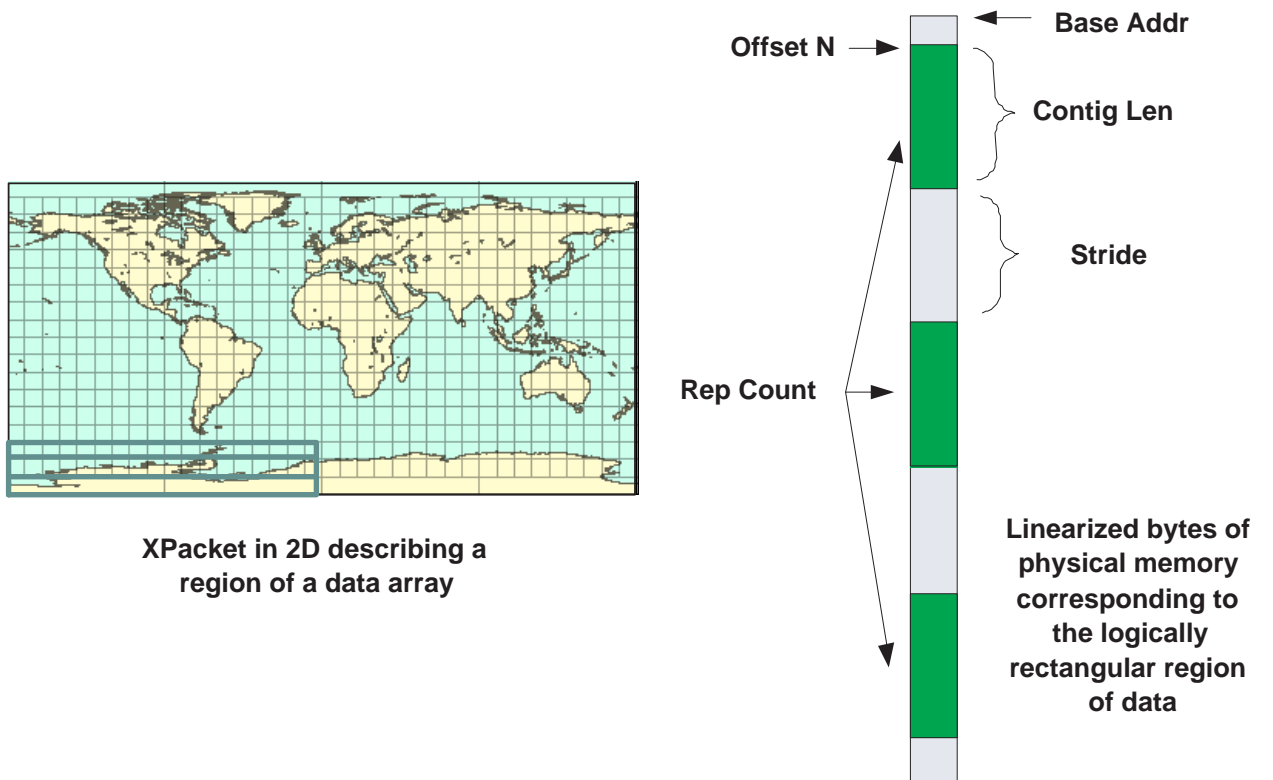 Base Addr
Offset N
Contig Len
Stride
Rep Count
XPacket in 2D describing a
region of a data array
Linearized bytes of
physical memory
corresponding to
the logically
rectangular region
of data